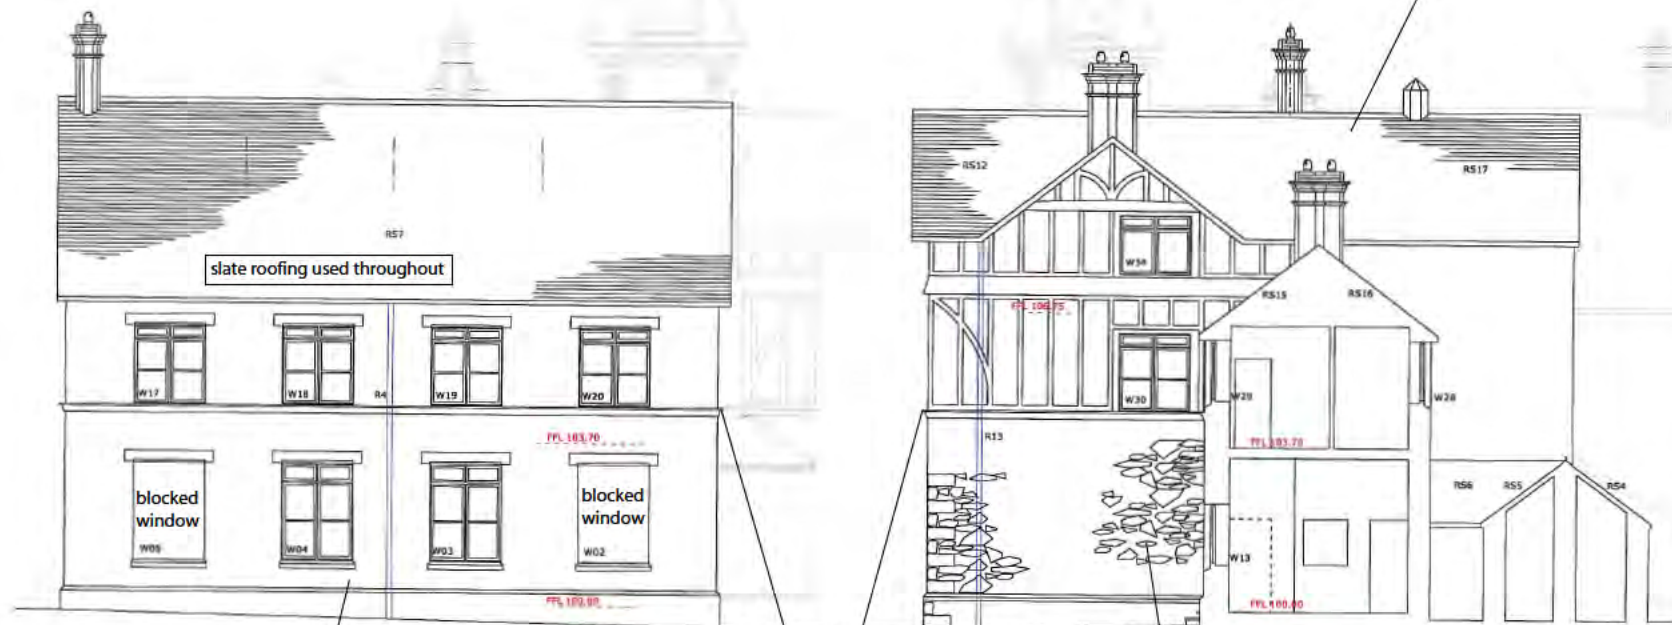 RS7
slate roofing used throughout
W17
W18
R4
W19
W20
FFL 103.70
blocked
window
blocked
window
W05
W04
W03
W02
FFL 100.00
RS12
RS17
W34
RS15
RS16
FFL 106.75
W30
W29
W28
R13
FFL 103.70
RS6
RS5
RS4
W13
FFL 100.00